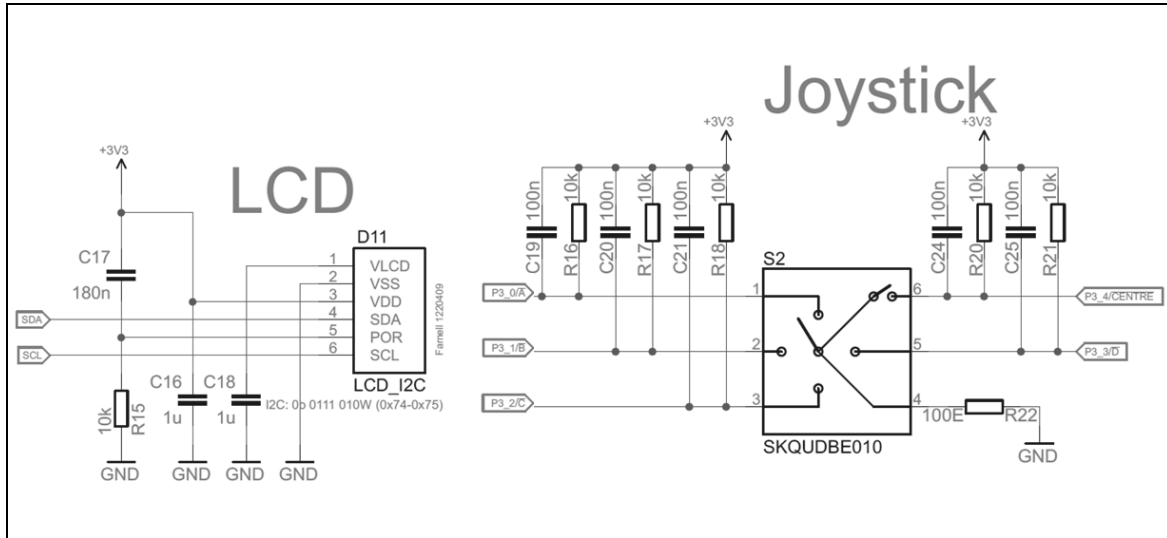 LCD
+3V3
C17
180n
D11
1 VLCD
2 VSS
3 VDD
4 SDA
5 POR
6 SCL
SDA
SCL
Farnell 1220409
LCD_I2C
I2C: 0b 0111 010W (0x74-0x75)
10k
R15
C16
1u
C18
1u
GND
GND
GND
GND
Joystick
+3V3
C19 100n
R16 10k
C20 100n
R17 10k
C21 100n
R18 10k
+3V3
C24 100n
R20 10k
C25 100n
R21 10k
S2
P3_0/A
P3_1/B
P3_2/C
1
2
3
6
5
4
P3_4/CENTRE
P3_3/D
100E
R22
GND
SKQUDBE010